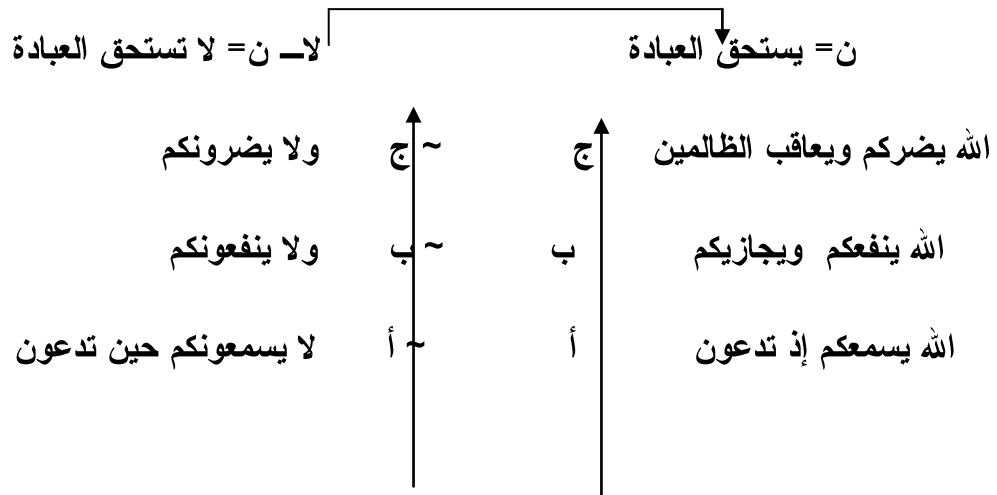 ن= يستحق العبادة لاــ ن= لا تستحق العبادة
الله يضركم ويعاقب الظالمين ج ~ ج ولا يضرونكم
الله ينفعكم ويجازيكم ب ~ ب ولا ينفعونكم
الله يسمعكم إذ تدعون أ ~ أ لا يسمعونكم حين تدعون